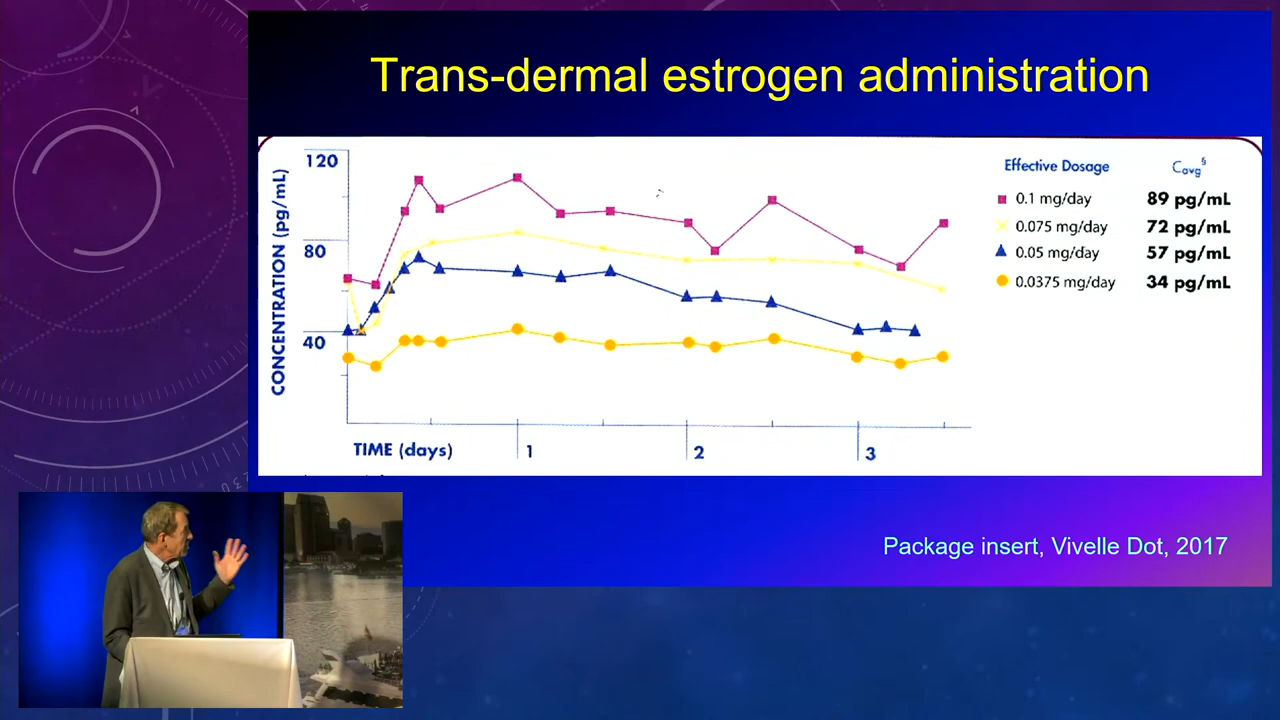 Trans-dermal estrogen administration
CONCENTRATION (pg/mL)
120
80
40
TIME (days)
1
2
3
Effective Dosage Cavg§
0.1 mg/day 89 pg/mL
0.075 mg/day 72 pg/mL
0.05 mg/day 57 pg/mL
0.0375 mg/day 34 pg/mL
Package insert, Vivelle Dot, 2017